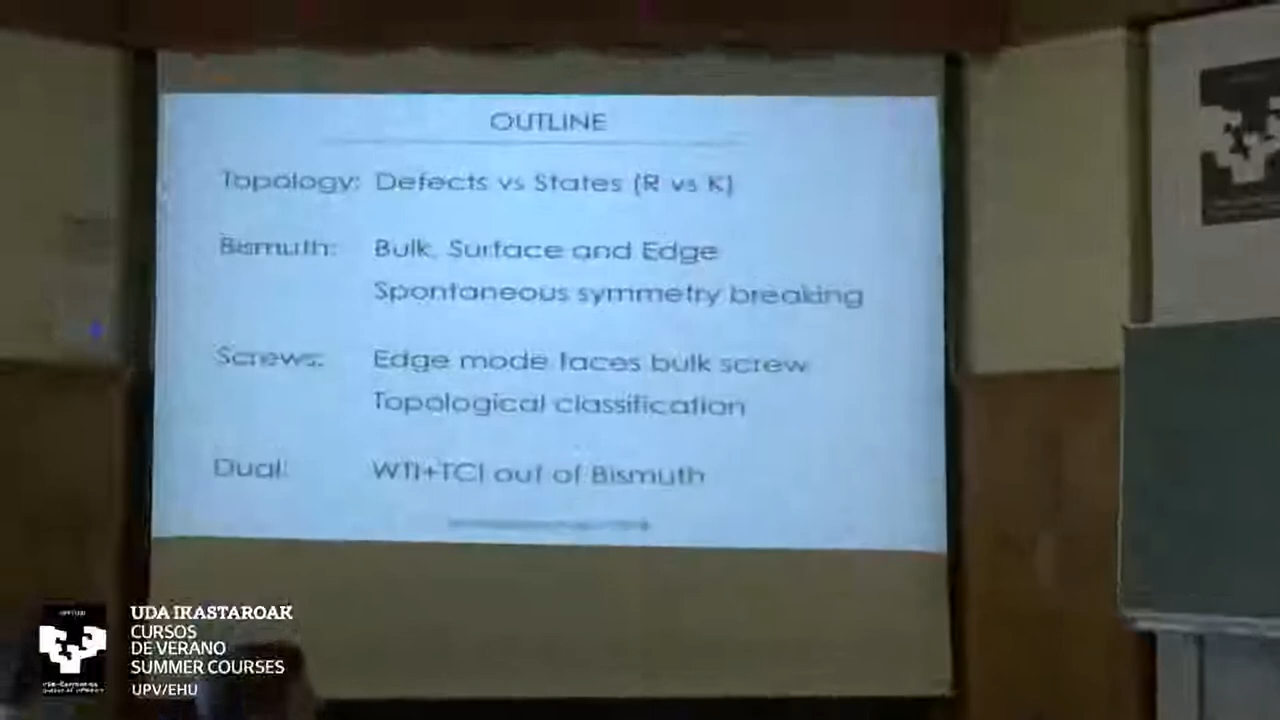 OUTLINE
Topology: Defects vs States (R vs K)
Bismuth: Bulk, Surface and Edge
Spontaneous symmetry breaking
Screws: Edge mode faces bulk screw
Topological classification
Dual: WTI+TCI out of Bismuth
UDA IKASTAROAK
CURSOS
DE VERANO
SUMMER COURSES
UPV/EHU